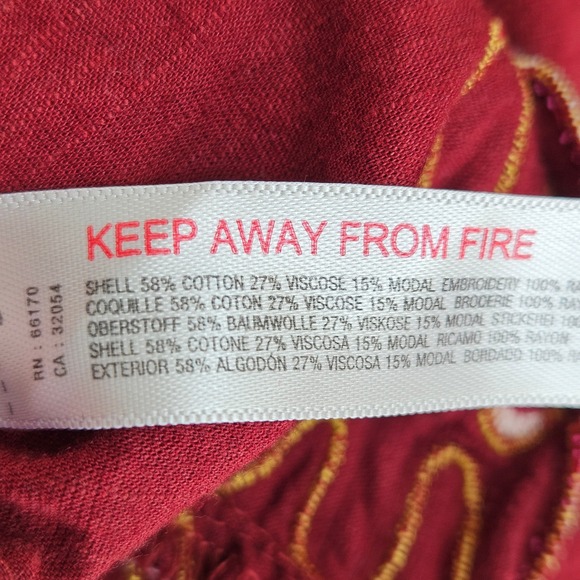 KEEP AWAY FROM FIRE
SHELL 58% COTTON 27% VISCOSE 15% MODAL EMBROIDERY 100%
COQUILLE 58% COTON 27% VISCOSE 15% MODAL BRODERIE 100%
OBERSTOFF 58% BAUMWOLLE 27% VISKOSE 15% MODAL STICKEREI 100%
SHELL 58% COTONE 27% VISCOSA 15% MODAL RICAMO 100% RAYON
EXTERIOR 58% ALGODÓN 27% VISCOSA 15% MODAL BORDADO 100% RAYON
RN : 66170
CA : 32054